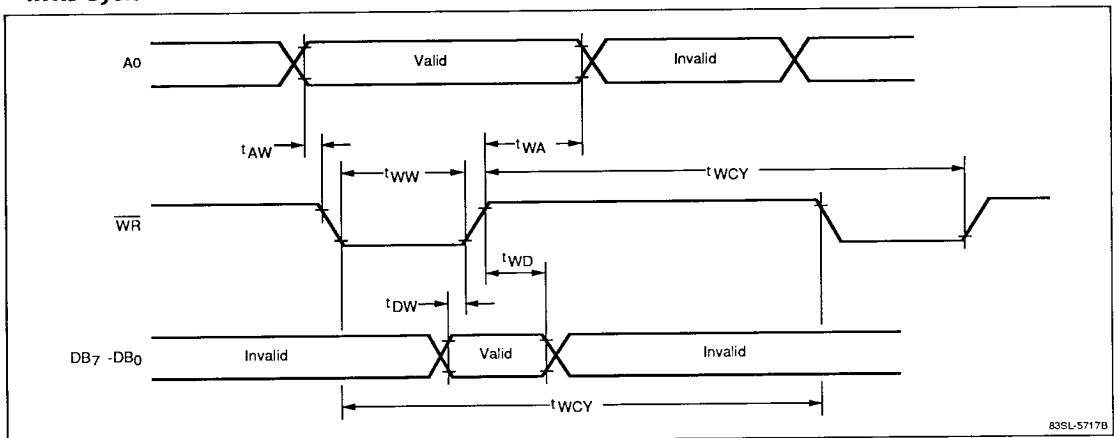 A0
Valid
Invalid
tAW
tWA
tWW
tWCY
WR
tWD
tDW
DB7 -DB0
Invalid
Valid
Invalid
tWCY
83SL-5717B